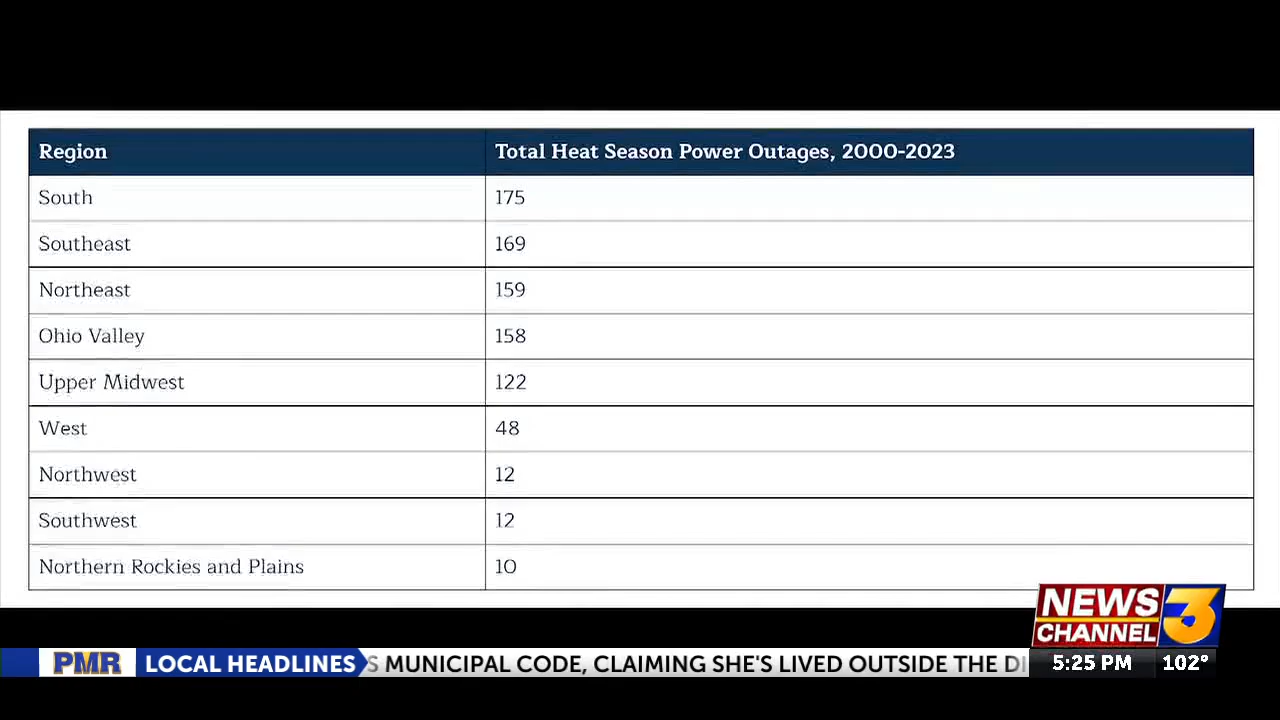 Region Total Heat Season Power Outages, 2000-2023
South 175
Southeast 169
Northeast 159
Ohio Valley 158
Upper Midwest 122
West 48
Northwest 12
Southwest 12
Northern Rockies and Plains 10
NEWS
CHANNEL 3
PMR LOCAL HEADLINES S MUNICIPAL CODE, CLAIMING SHE'S LIVED OUTSIDE THE 5:25 PM 102°